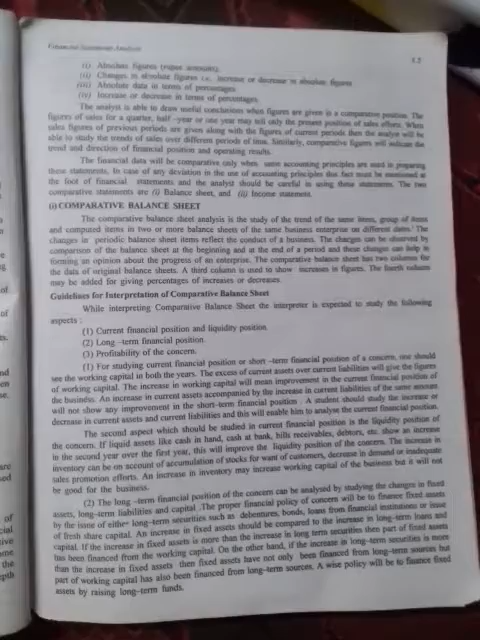 Financial Statements Analysis
1.5
(i) Absolute figures (rupee amounts).
(ii) Changes in absolute figures i.e. increase or decrease in absolute figures
(iii) Absolute data in terms of percentages
(iv) Increase or decrease in terms of percentages.
The analyst is able to draw useful conclusions when figures are given in a comparative position. The
figures of sales for a quarter, half -year or one year may tell only the present position of sales efforts. When
sales figures of previous periods are given along with the figures of current periods then the analyst will be
able to study the trends of sales over different periods of time. Similarly, comparative figures will indicate the
trend and direction of financial position and operating results.
The financial data will be comparative only when same accounting principles are used in preparing
these statements. In case of any deviation in the use of accounting principles this fact must be mentioned at
the foot of financial statements and the analyst should be careful in using these statements. The two
comparative statements are (i) Balance sheet, and (ii) Income statement.
(i) COMPARATIVE BALANCE SHEET
The comparative balance sheet analysis is the study of the trend of the same items, group of items
and computed items in two or more balance sheets of the same business enterprise on different dates.' The
changes in periodic balance sheet items reflect the conduct of a business. The changes can be observed by
comparison of the balance sheet at the beginning and at the end of a period and these changes can help in
forming an opinion about the progress of an enterprise. The comparative balance sheet has two columns for
the data of original balance sheets. A third column is used to show increases in figures. The fourth column
may be added for giving percentages of increases or decreases.
Guidelines for Interpretation of Comparative Balance Sheet
While interpreting Comparative Balance Sheet the interpreter is expected to study the following
aspects :
(1) Current financial position and liquidity position.
(2) Long -term financial position.
(3) Profitability of the concern.
(1) For studying current financial position or short -term financial position of a concern, one should
see the working capital in both the years. The excess of current assets over current liabilities will give the figures
of working capital. The increase in working capital will mean improvement in the current financial position of
the business. An increase in current assets accompanied by the increase in current liabilities of the same amount
will not show any improvement in the short-term financial position . A student should study the increase or
decrease in current assets and current liabilities and this will enable him to analyse the current financial position.
The second aspect which should be studied in current financial position is the liquidity position of
the concern. If liquid assets like cash in hand, cash at bank, bills receivables, debtors, etc. show an increase
in the second year over the first year, this will improve the liquidity position of the concern. The increase in
inventory can be on account of accumulation of stocks for want of customers, decrease in demand or inadequate
sales promotion efforts. An increase in inventory may increase working capital of the business but it will not
be good for the business.
(2) The long -term financial position of the concern can be analysed by studying the changes in fixed
assets, long-term liabilities and capital .The proper financial policy of concern will be to finance fixed assets
by the issue of either long-term securities such as debentures, bonds, loans from financial institutions or issue
of fresh share capital. An increase in fixed assets should be compared to the increase in long-term loans and
capital. If the increase in fixed assets is more than the increase in long term securities then part of fixed assets
has been financed from the working capital. On the other hand, if the increase in long-term securities is more
than the increase in fixed assets then fixed assets have not only been financed from long-term sources but
part of working capital has also been financed from long-term sources. A wise policy will be to finance fixed
assets by raising long-term funds.